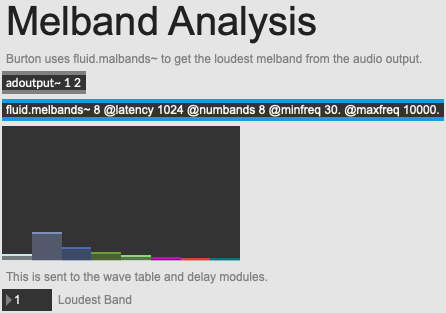 Melband Analysis
Burton uses fluid.malbands~ to get the loudest melband from the audio output.
adoutput~ 1 2
fluid.melbands~ 8 @latency 1024 @numbands 8 @minfreq 30. @maxfreq 10000.
This is sent to the wave table and delay modules.
1 Loudest Band